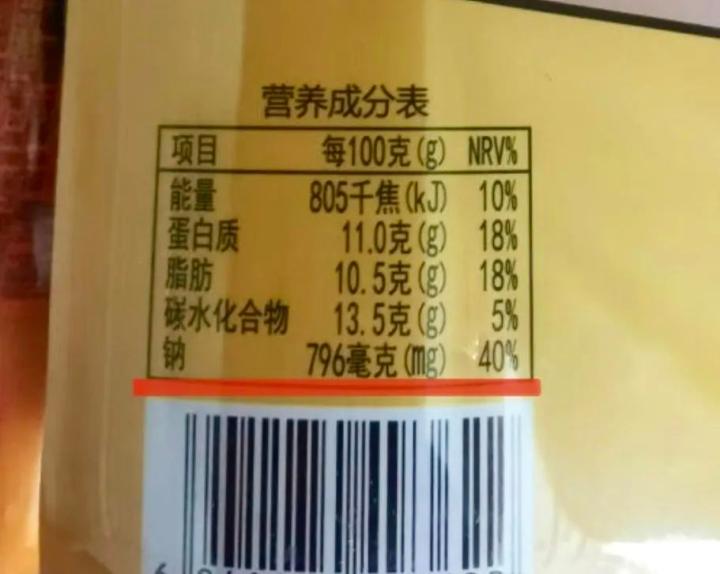 营养成分表
项目 每100克(g) NRV%
能量 805千焦(kJ) 10%
蛋白质 11.0克(g) 18%
脂肪 10.5克(g) 18%
碳水化合物 13.5克(g) 5%
钠 796毫克(mg) 40%